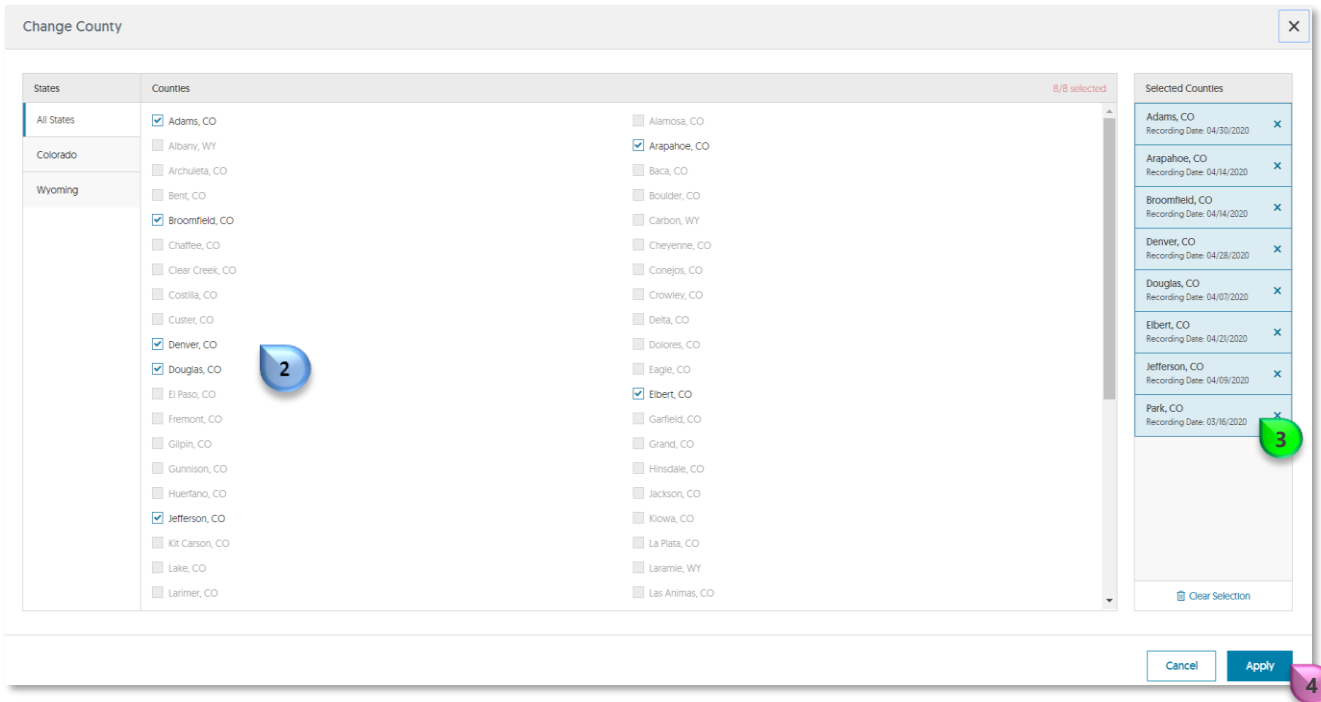 Change County
States
Counties
8/8 selected
Selected Counties
All States
Colorado
Wyoming
Adams, CO
Alamosa, CO
Albany, WY
Arapahoe, CO
Archuleta, CO
Baca, CO
Bent, CO
Boulder, CO
Broomfield, CO
Carbon, WY
Chaffee, CO
Cheyenne, CO
Clear Creek, CO
Conejos, CO
Costilla, CO
Crowley, CO
Custer, CO
Delta, CO
Denver, CO
Dolores, CO
Douglas, CO
Eagle, CO
El Paso, CO
Elbert, CO
Fremont, CO
Garfield, CO
Gilpin, CO
Grand, CO
Gunnison, CO
Hinsdale, CO
Huerfano, CO
Jackson, CO
Jefferson, CO
Kiowa, CO
Kit Carson, CO
La Plata, CO
Lake, CO
Laramie, WY
Larimer, CO
Las Animas, CO
2
Adams, CO
Recording Date: 04/30/2020
Arapahoe, CO
Recording Date: 04/14/2020
Broomfield, CO
Recording Date: 04/14/2020
Denver, CO
Recording Date: 04/28/2020
Douglas, CO
Recording Date: 04/07/2020
Elbert, CO
Recording Date: 04/21/2020
Jefferson, CO
Recording Date: 04/09/2020
Park, CO
Recording Date: 03/16/2020
3
Clear Selection
Cancel
Apply
4